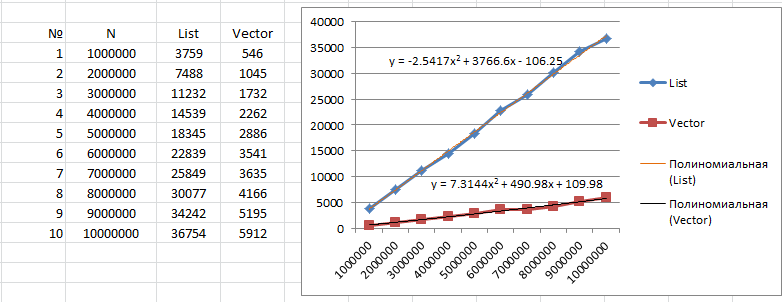 № N List Vector
1 1000000 3759 546
2 2000000 7488 1045
3 3000000 11232 1732
4 4000000 14539 2262
5 5000000 18345 2886
6 6000000 22839 3541
7 7000000 25849 3635
8 8000000 30077 4166
9 9000000 34242 5195
10 10000000 36754 5912
40000
35000
30000
25000
20000
15000
10000
5000
0
y = -2.5417x² + 3766.6x - 106.25
y = 7.3144x² + 490.98x + 109.98
1000000
2000000
3000000
4000000
5000000
6000000
7000000
8000000
9000000
10000000
List
Vector
Полиномиальная
(List)
Полиномиальная
(Vector)